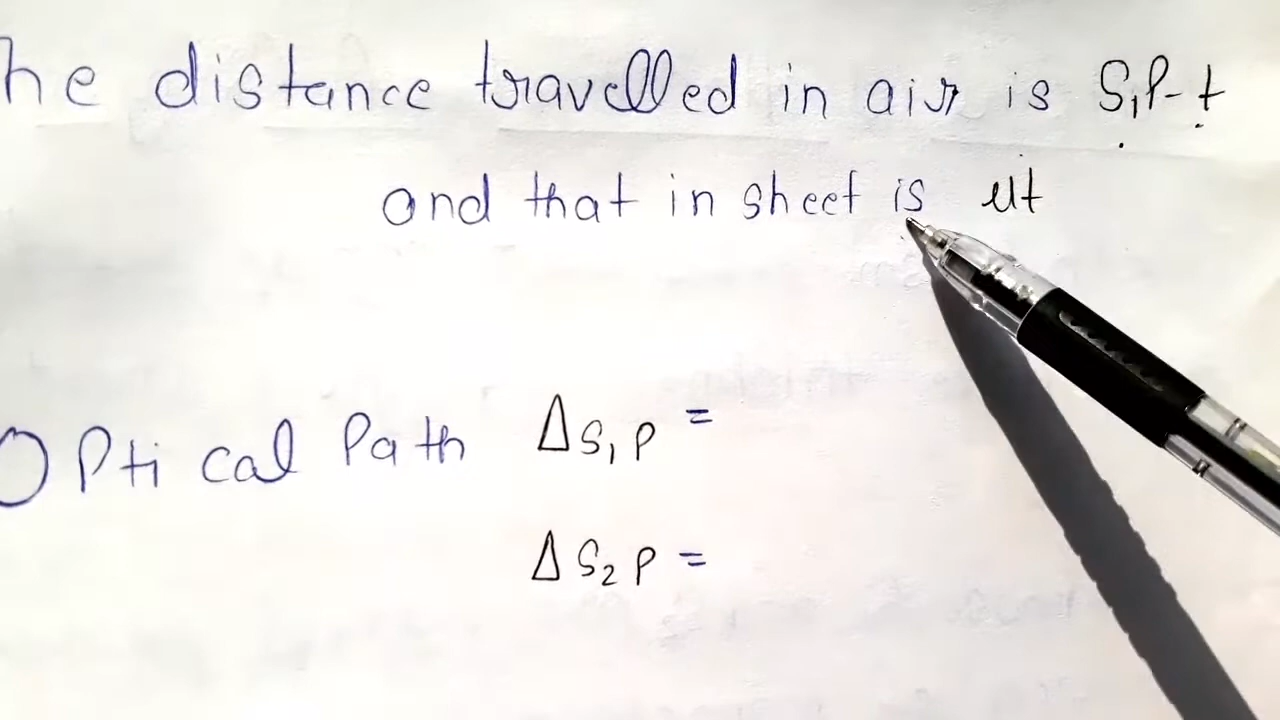 he distance travelled in air is S₁P-t
and that in sheet is μt
Optical Path ΔS₁P =
ΔS₂P =